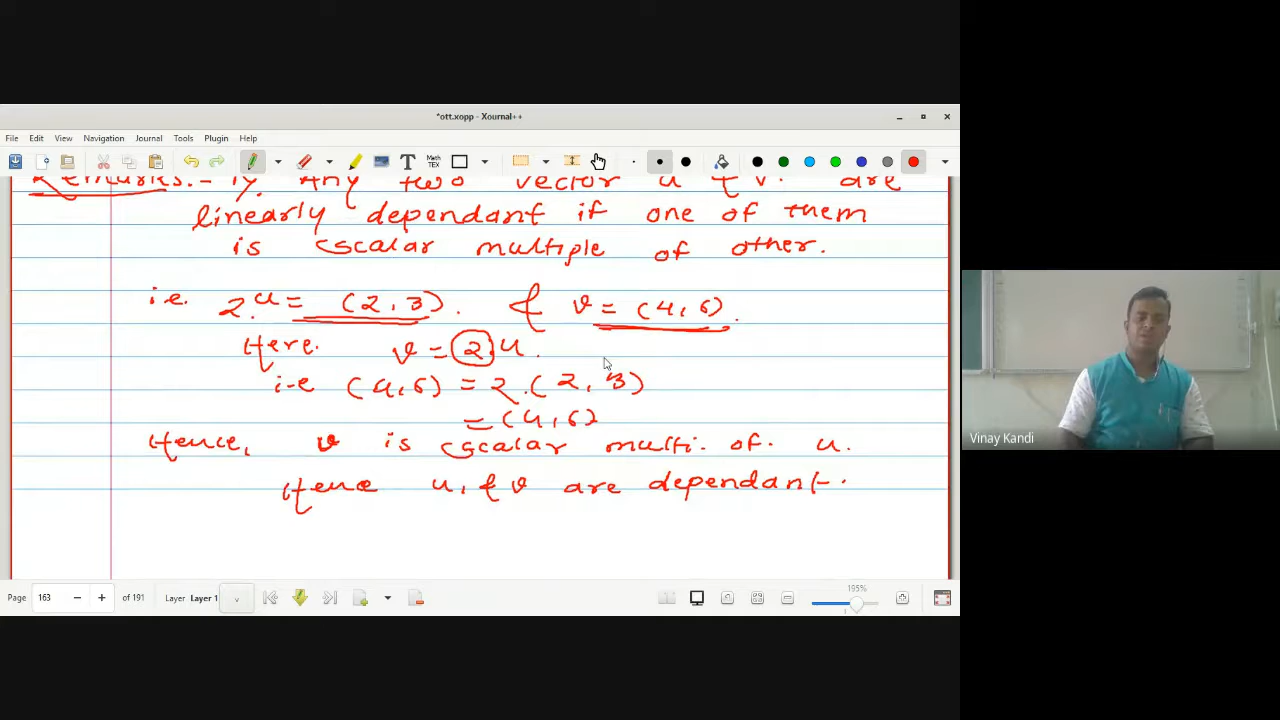 *ott.xopp - Xournal++
File Edit View Navigation Journal Tools Plugin Help
Remarks:- 1). Any two vector u & v. are
linearly dependant if one of them
is scalar multiple of other.
i.e. 2.u = (2,3). & v = (4,6).
Here. v = 2.u.
i-e (4,6) = 2.(2,3)
= (4,6)
Hence, v is scalar multi. of. u.
Hence u, & v are dependant.
Vinay Kandi
Page 163 of 191 Layer Layer 1 195%